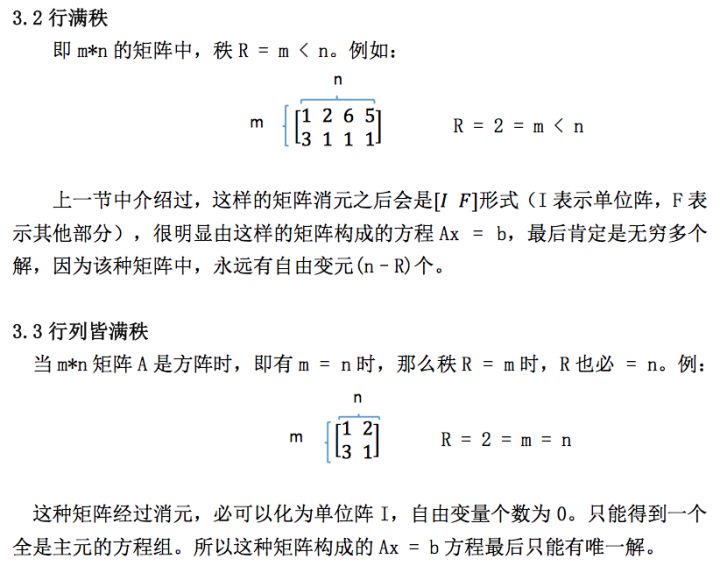 3.2 行满秩
即 m*n 的矩阵中，秩 R = m < n。例如：
n
m [1 2 6 5
3 1 1 1] R = 2 = m < n
上一节中介绍过，这样的矩阵消元之后会是[I F]形式（I 表示单位阵，F 表
示其他部分），很明显由这样的矩阵构成的方程 Ax = b，最后肯定是无穷多个
解，因为该种矩阵中，永远有自由变元(n–R)个。
3.3 行列皆满秩
当 m*n 矩阵 A 是方阵时，即有 m = n 时，那么秩 R = m 时，R 也必 = n。例：
n
m [1 2
3 1] R = 2 = m = n
这种矩阵经过消元，必可以化为单位阵 I，自由变量个数为 0。只能得到一个
全是主元的方程组。所以这种矩阵构成的 Ax = b 方程最后只能有唯一解。